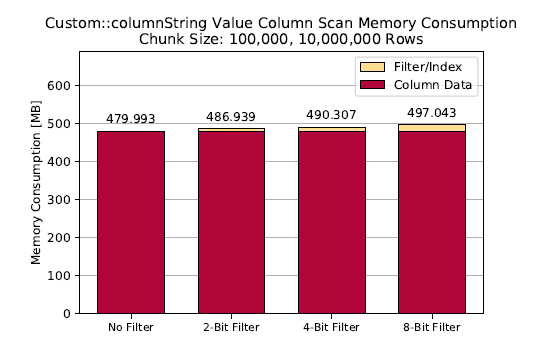 Custom::columnString Value Column Scan Memory Consumption
Chunk Size: 100,000, 10,000,000 Rows
Filter/Index
Column Data
Memory Consumption [MB]
600
500
400
300
200
100
0
479.993
486.939
490.307
497.043
No Filter
2-Bit Filter
4-Bit Filter
8-Bit Filter